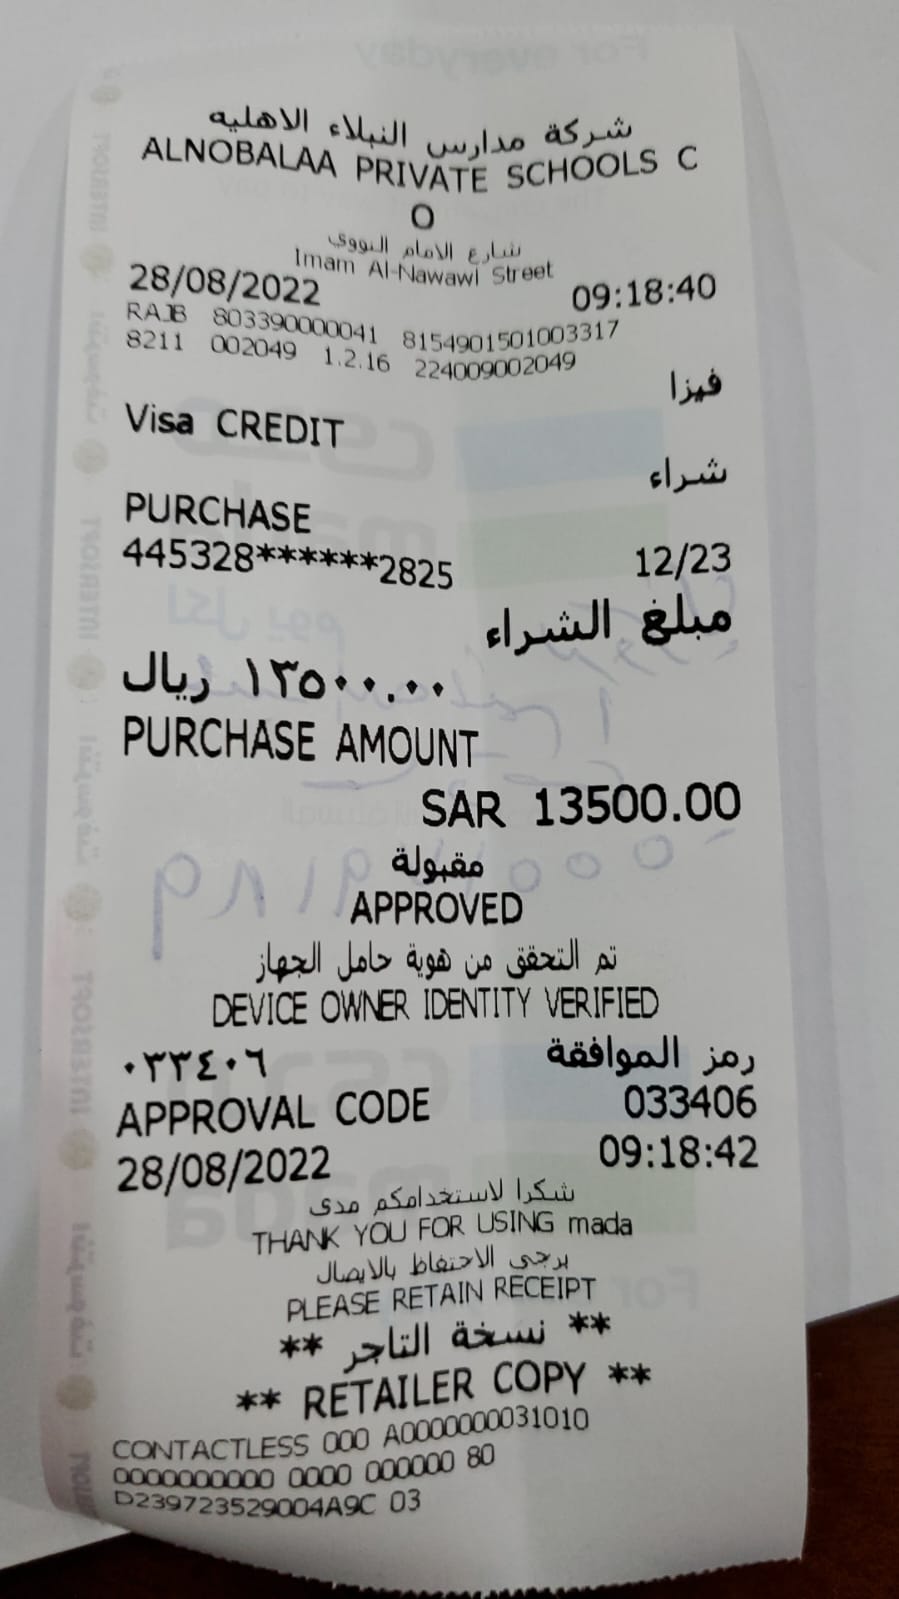 شركة مدارس النبلاء الاهليه
ALNOBALAA PRIVATE SCHOOLS C
O
شارع الامام النووي
Imam Al-Nawawi Street
28/08/2022 09:18:40
RAJB 803390000041 8154901501003317
8211 002049 1.2.16 224009002049
فيزا
Visa CREDIT
شراء
PURCHASE
445328******2825 12/23
مبلغ الشراء
١٣٥٠٠.٠٠ ريال
PURCHASE AMOUNT
SAR 13500.00
مقبولة
APPROVED
تم التحقق من هوية حامل الجهاز
DEVICE OWNER IDENTITY VERIFIED
رمز الموافقة ٠٣٣٤٠٦
APPROVAL CODE 033406
28/08/2022 09:18:42
شكرا لاستخدامكم مدى
THANK YOU FOR USING mada
يرجى الاحتفاظ بالايصال
PLEASE RETAIN RECEIPT
** نسخة التاجر **
** RETAILER COPY **
CONTACTLESS 000 A0000000031010
0000000000 0000 000000 80
D239723529004A9C 03